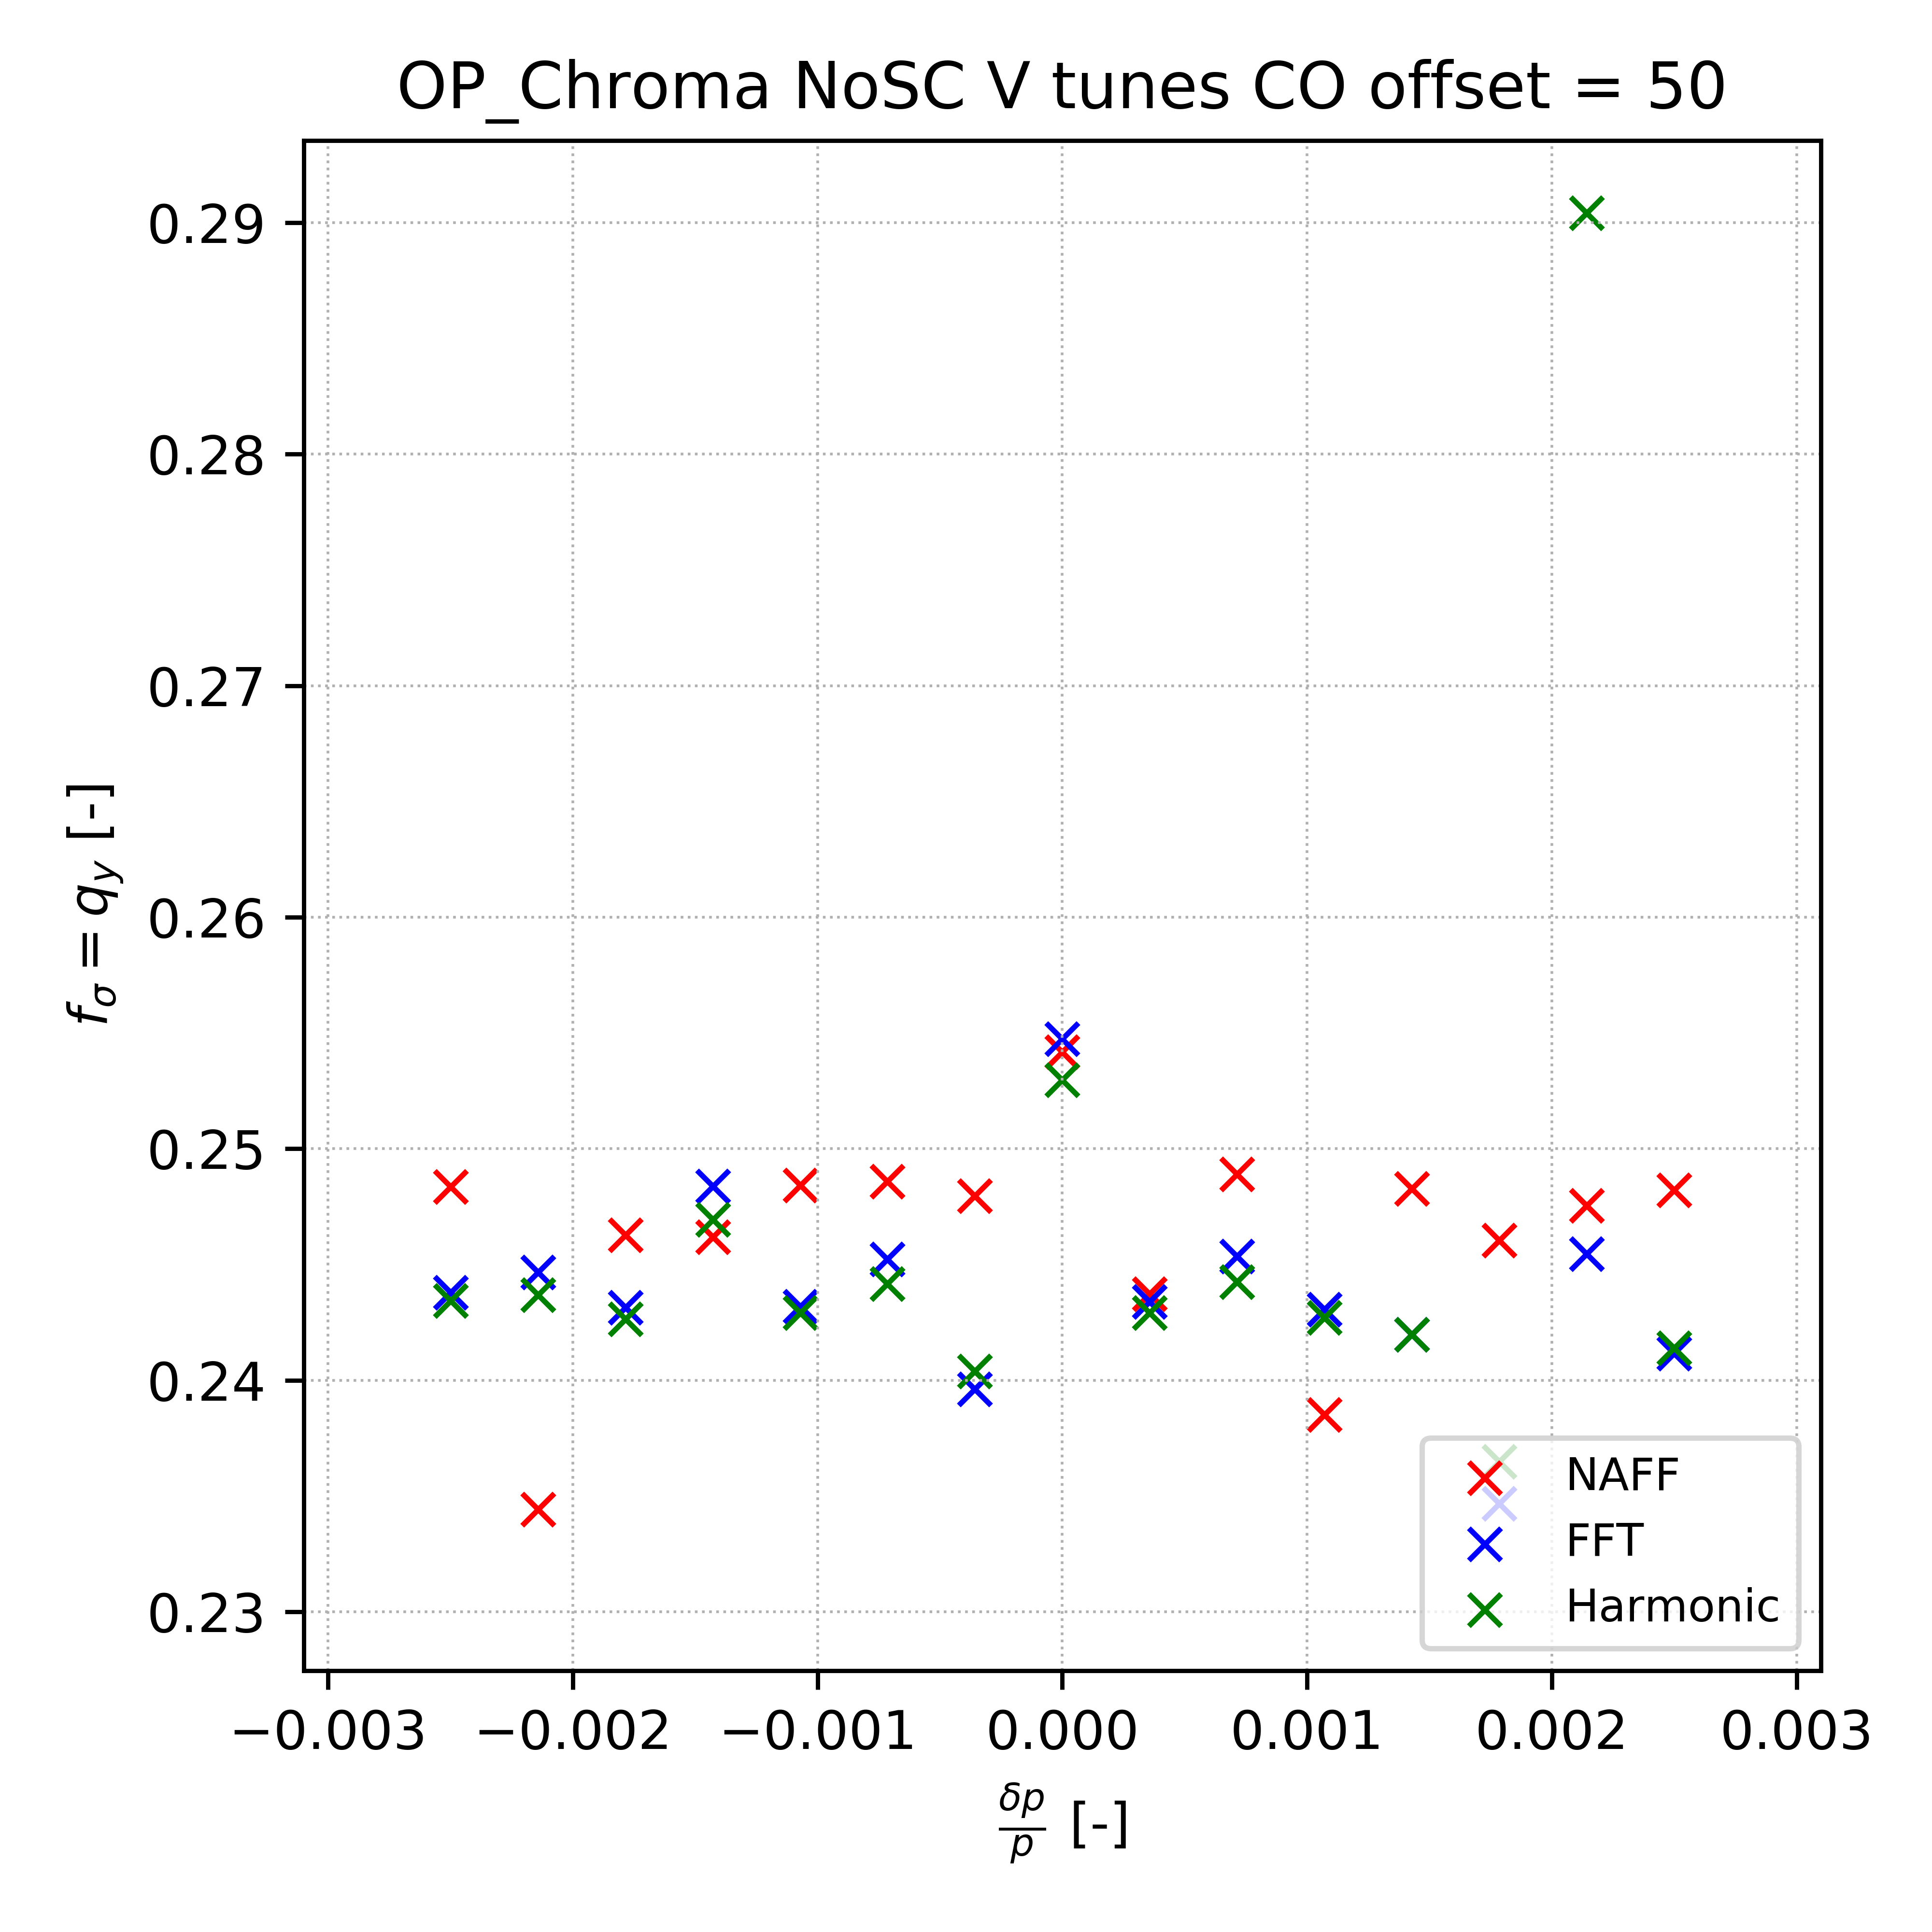 OP_Chroma NoSC V tunes CO offset = 50
0.29
0.28
0.27
0.26
0.25
0.24
0.23
f_σ = q_y [-]
NAFF
FFT
Harmonic
−0.003 −0.002 −0.001 0.000 0.001 0.002 0.003
δp/p [-]